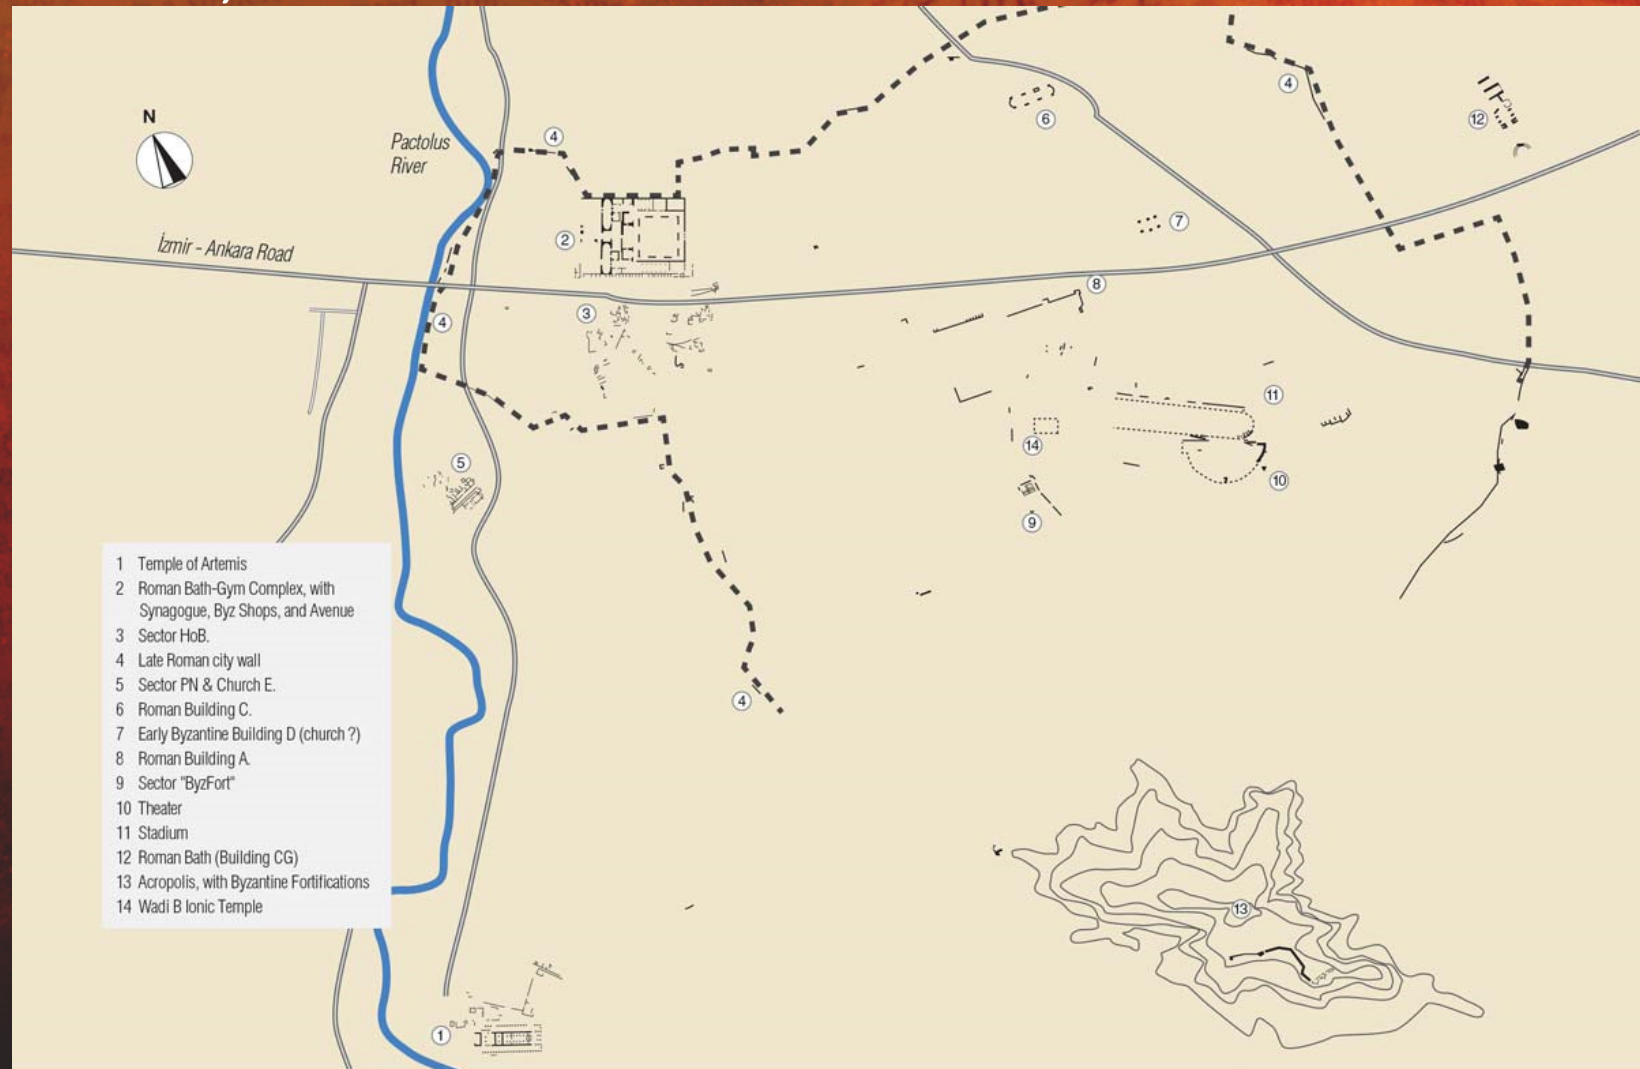 N
Pactolus
River
İzmir - Ankara Road
4
4
6
12
2
7
8
3
4
11
14
10
5
9
4
13
1
1 Temple of Artemis
2 Roman Bath-Gym Complex, with
Synagogue, Byz Shops, and Avenue
3 Sector HoB.
4 Late Roman city wall
5 Sector PN & Church E.
6 Roman Building C.
7 Early Byzantine Building D (church ?)
8 Roman Building A.
9 Sector "ByzFort"
10 Theater
11 Stadium
12 Roman Bath (Building CG)
13 Acropolis, with Byzantine Fortifications
14 Wadi B Ionic Temple